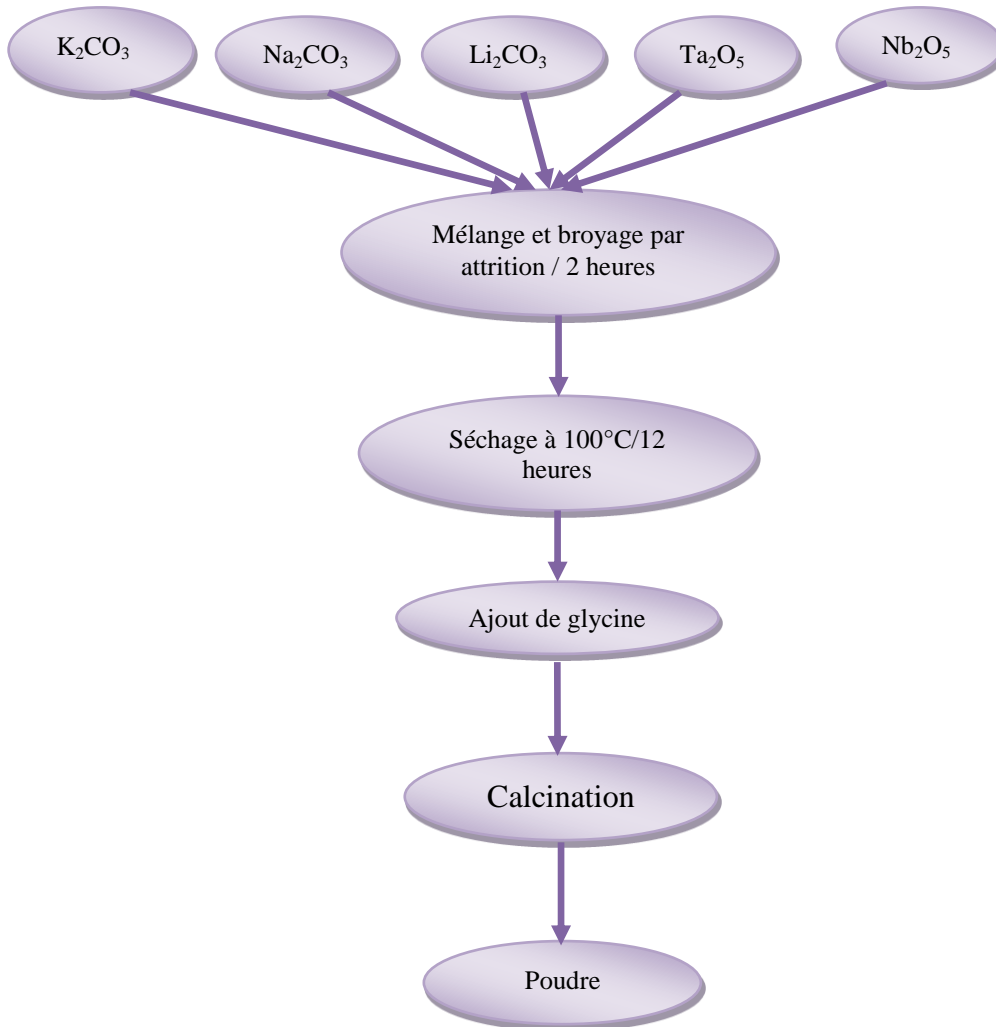 K₂CO₃
Na₂CO₃
Li₂CO₃
Ta₂O₅
Nb₂O₅
Mélange et broyage par
attrition / 2 heures
Séchage à 100°C/12
heures
Ajout de glycine
Calcination
Poudre